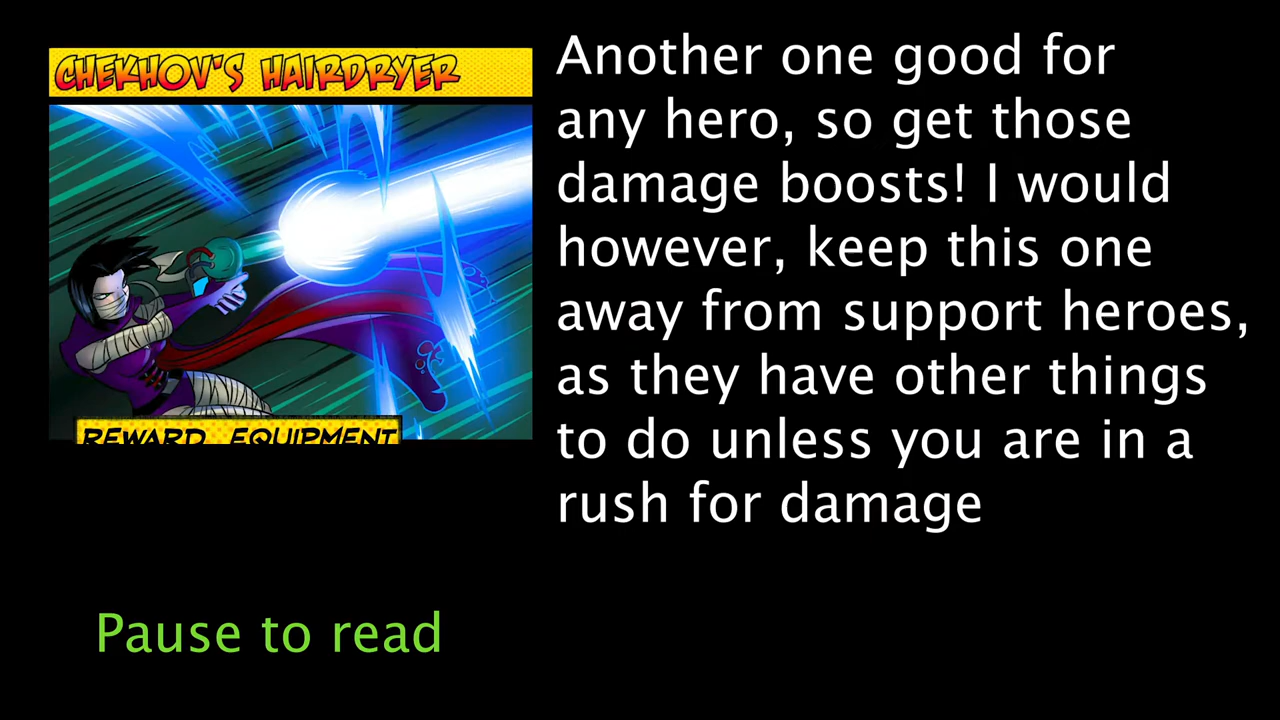 CHEKHOV'S HAIRDRYER
REWARD EQUIPMENT
Another one good for
any hero, so get those
damage boosts! I would
however, keep this one
away from support heroes,
as they have other things
to do unless you are in a
rush for damage
Pause to read